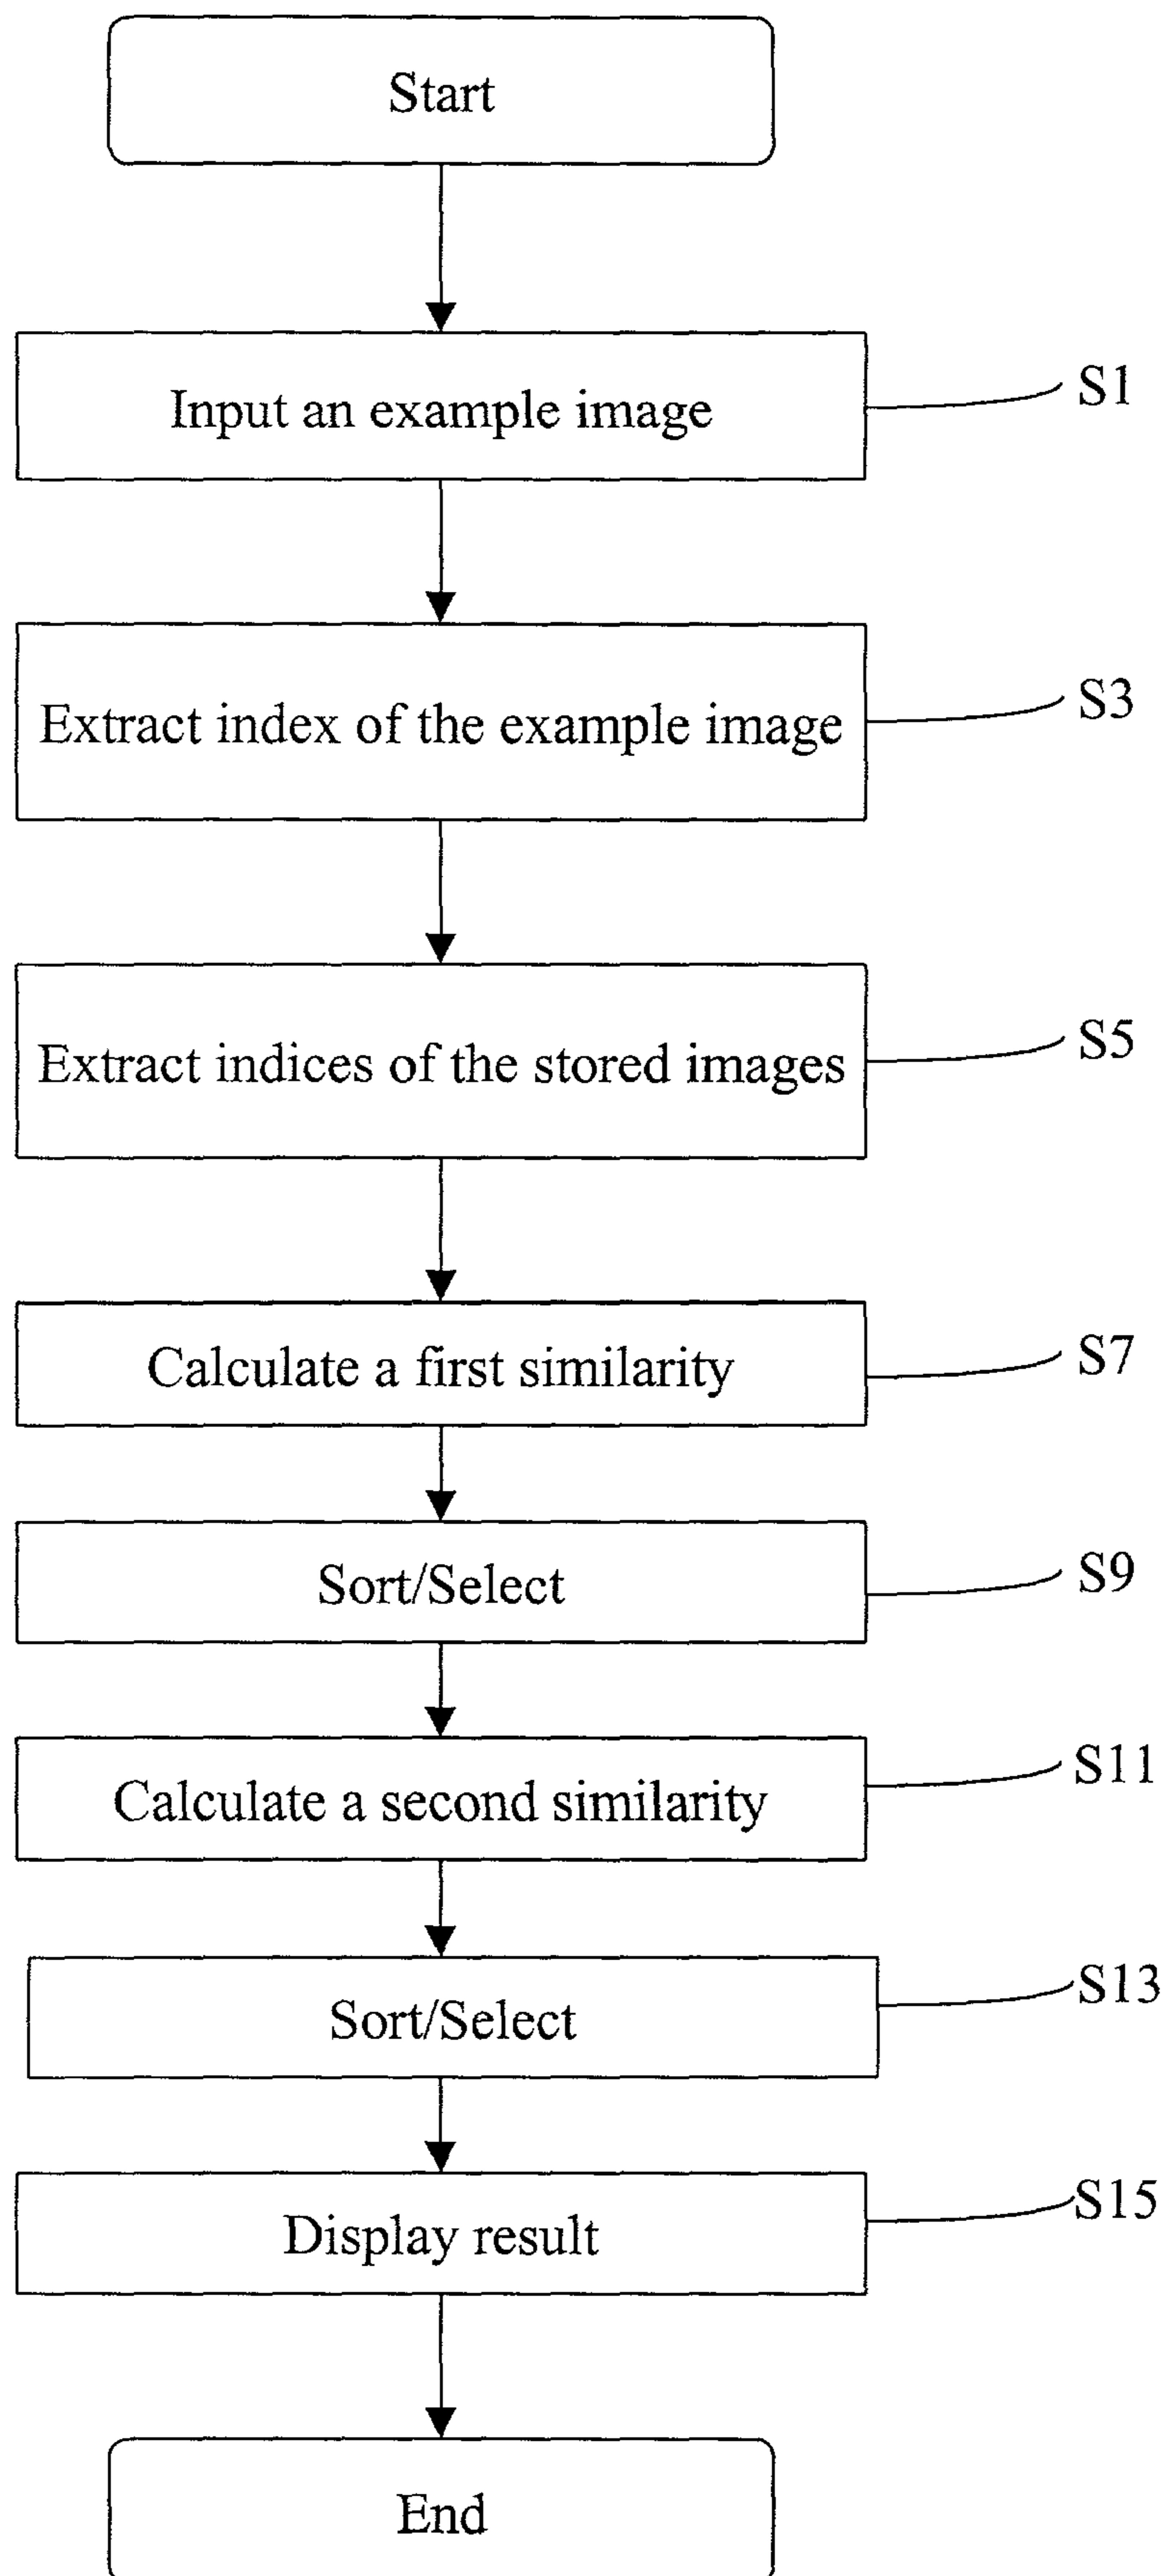 Start
Input an example image
S1
Extract index of the example image
S3
Extract indices of the stored images
S5
Calculate a first similarity
S7
Sort/Select
S9
Calculate a second similarity
S11
Sort/Select
S13
Display result
S15
End